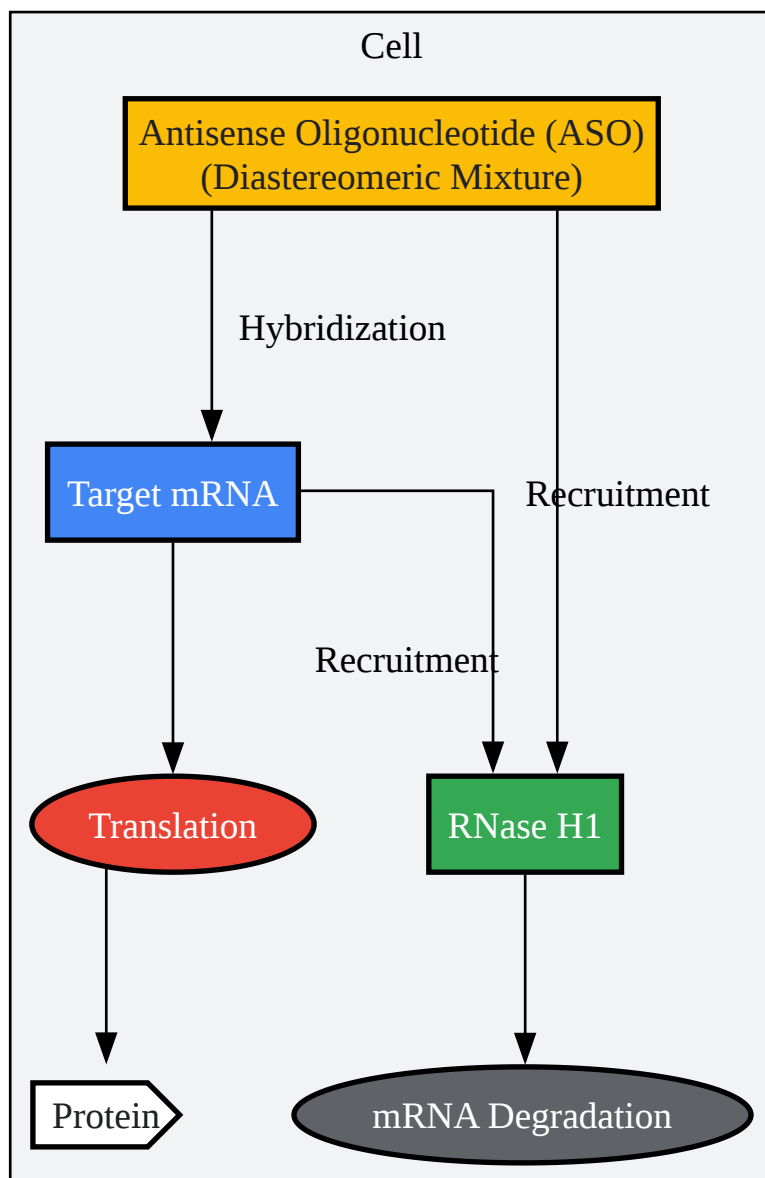 Cell
Antisense Oligonucleotide (ASO)
(Diastereomeric Mixture)
Hybridization
Target mRNA
Recruitment
Recruitment
Translation
RNase H1
Protein
mRNA Degradation